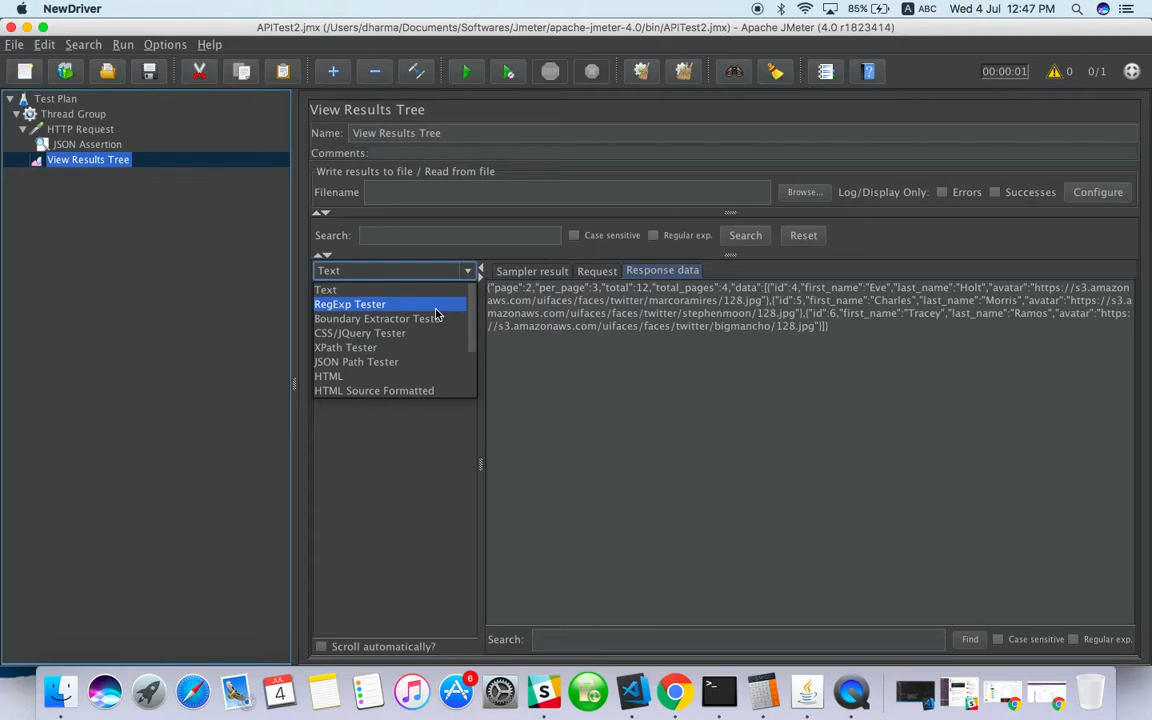 NewDriver
85%
A ABC
Wed 4 Jul 12:47 PM
APITest2.jmx (/Users/dharma/Documents/Softwares/Jmeter/apache-jmeter-4.0/bin/APITest2.jmx) - Apache JMeter (4.0 r1823414)
File Edit Search Run Options Help
00:00:01
0
0/1
Test Plan
Thread Group
HTTP Request
JSON Assertion
View Results Tree
View Results Tree
Name: View Results Tree
Comments:
Write results to file / Read from file
Filename
Browse...
Log/Display Only: Errors Successes Configure
Search: Case sensitive Regular exp. Search Reset
Text
Sampler result Request Response data
Text
RegExp Tester
Boundary Extractor Tester
CSS/JQuery Tester
XPath Tester
JSON Path Tester
HTML
HTML Source Formatted
{"page":2,"per_page":3,"total":12,"total_pages":4,"data":[{"id":4,"first_name":"Eve","last_name":"Holt","avatar":"https://s3.amazon
aws.com/uifaces/faces/twitter/marcoramires/128.jpg"},{"id":5,"first_name":"Charles","last_name":"Morris","avatar":"https://s3.a
mazonaws.com/uifaces/faces/twitter/stephenmoon/128.jpg"},{"id":6,"first_name":"Tracey","last_name":"Ramos","avatar":"https:
//s3.amazonaws.com/uifaces/faces/twitter/bigmancho/128.jpg"}]}
Scroll automatically?
Search: Find Case sensitive Regular exp.
JUL
4
6